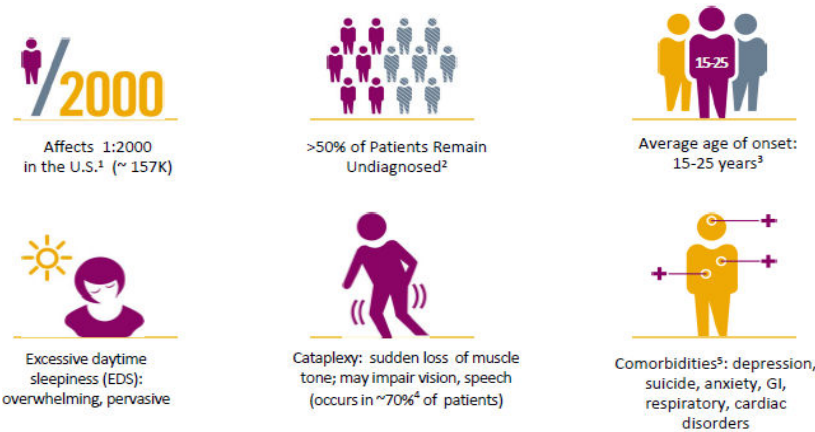 /2000
15-25
Affects 1:2000
in the U.S.¹ (~ 157K)
>50% of Patients Remain
Undiagnosed²
Average age of onset:
15-25 years³
Excessive daytime
sleepiness (EDS):
overwhelming, pervasive
Cataplexy: sudden loss of muscle
tone; may impair vision, speech
(occurs in ~70%⁴ of patients)
Comorbidities⁵: depression,
suicide, anxiety, GI,
respiratory, cardiac
disorders